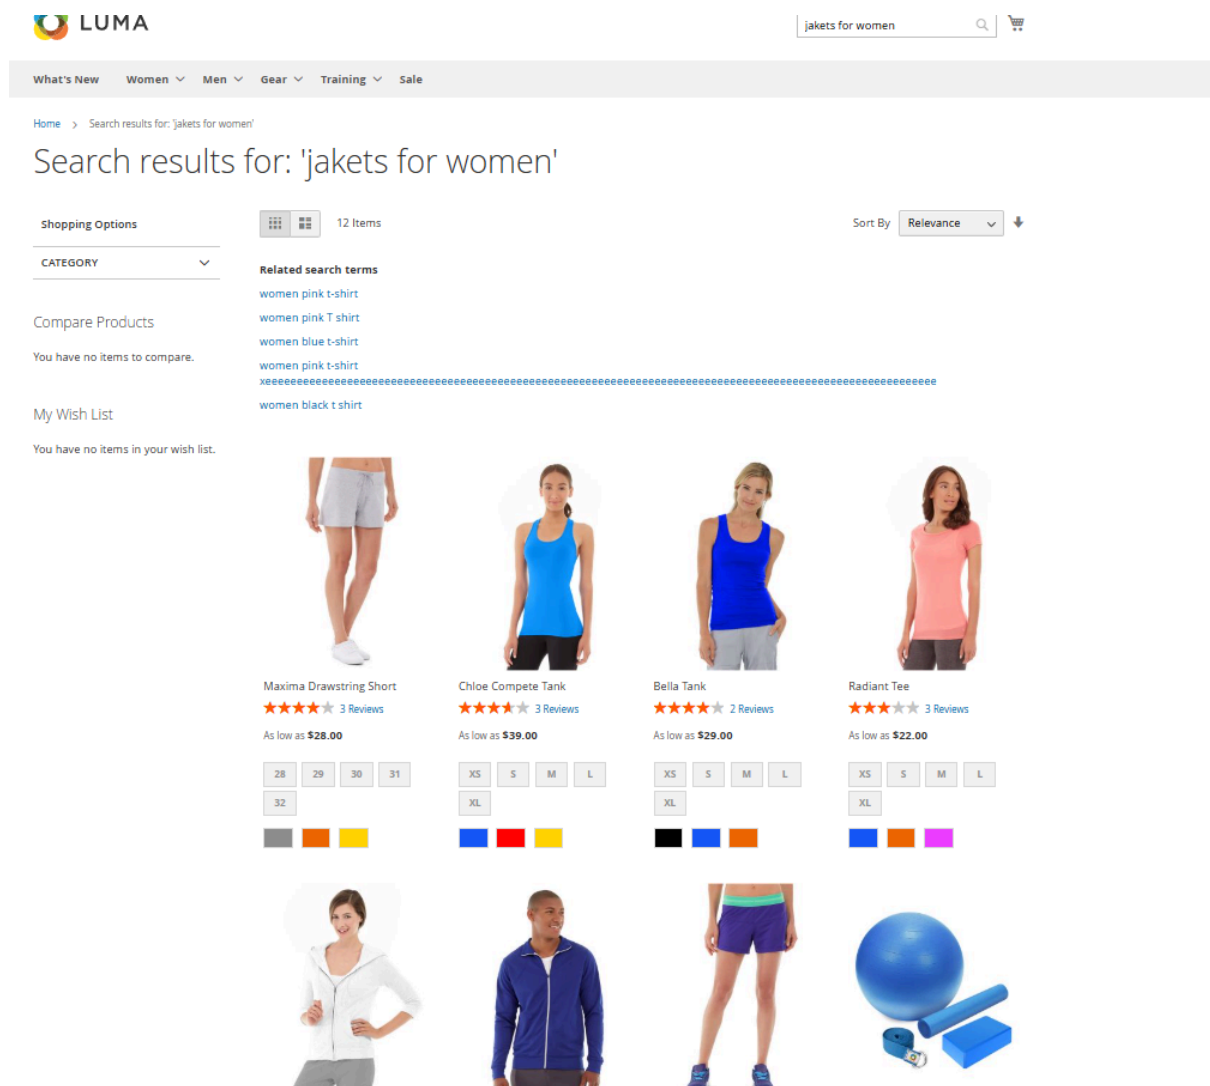 LUMA
jakets for women
What's New Women Men Gear Training Sale
Home > Search results for: 'jakets for women'
Search results for: 'jakets for women'
Shopping Options
12 Items
Sort By Relevance
CATEGORY
Related search terms
women pink t-shirt
women pink T shirt
women blue t-shirt
women pink t-shirt
women black t shirt
Compare Products
You have no items to compare.
My Wish List
You have no items in your wish list.
Maxima Drawstring Short
3 Reviews
As low as $28.00
28 29 30 31
32
Chloe Compete Tank
3 Reviews
As low as $39.00
XS S M L
XL
Bella Tank
2 Reviews
As low as $29.00
XS S M L
XL
Radiant Tee
3 Reviews
As low as $22.00
XS S M L
XL